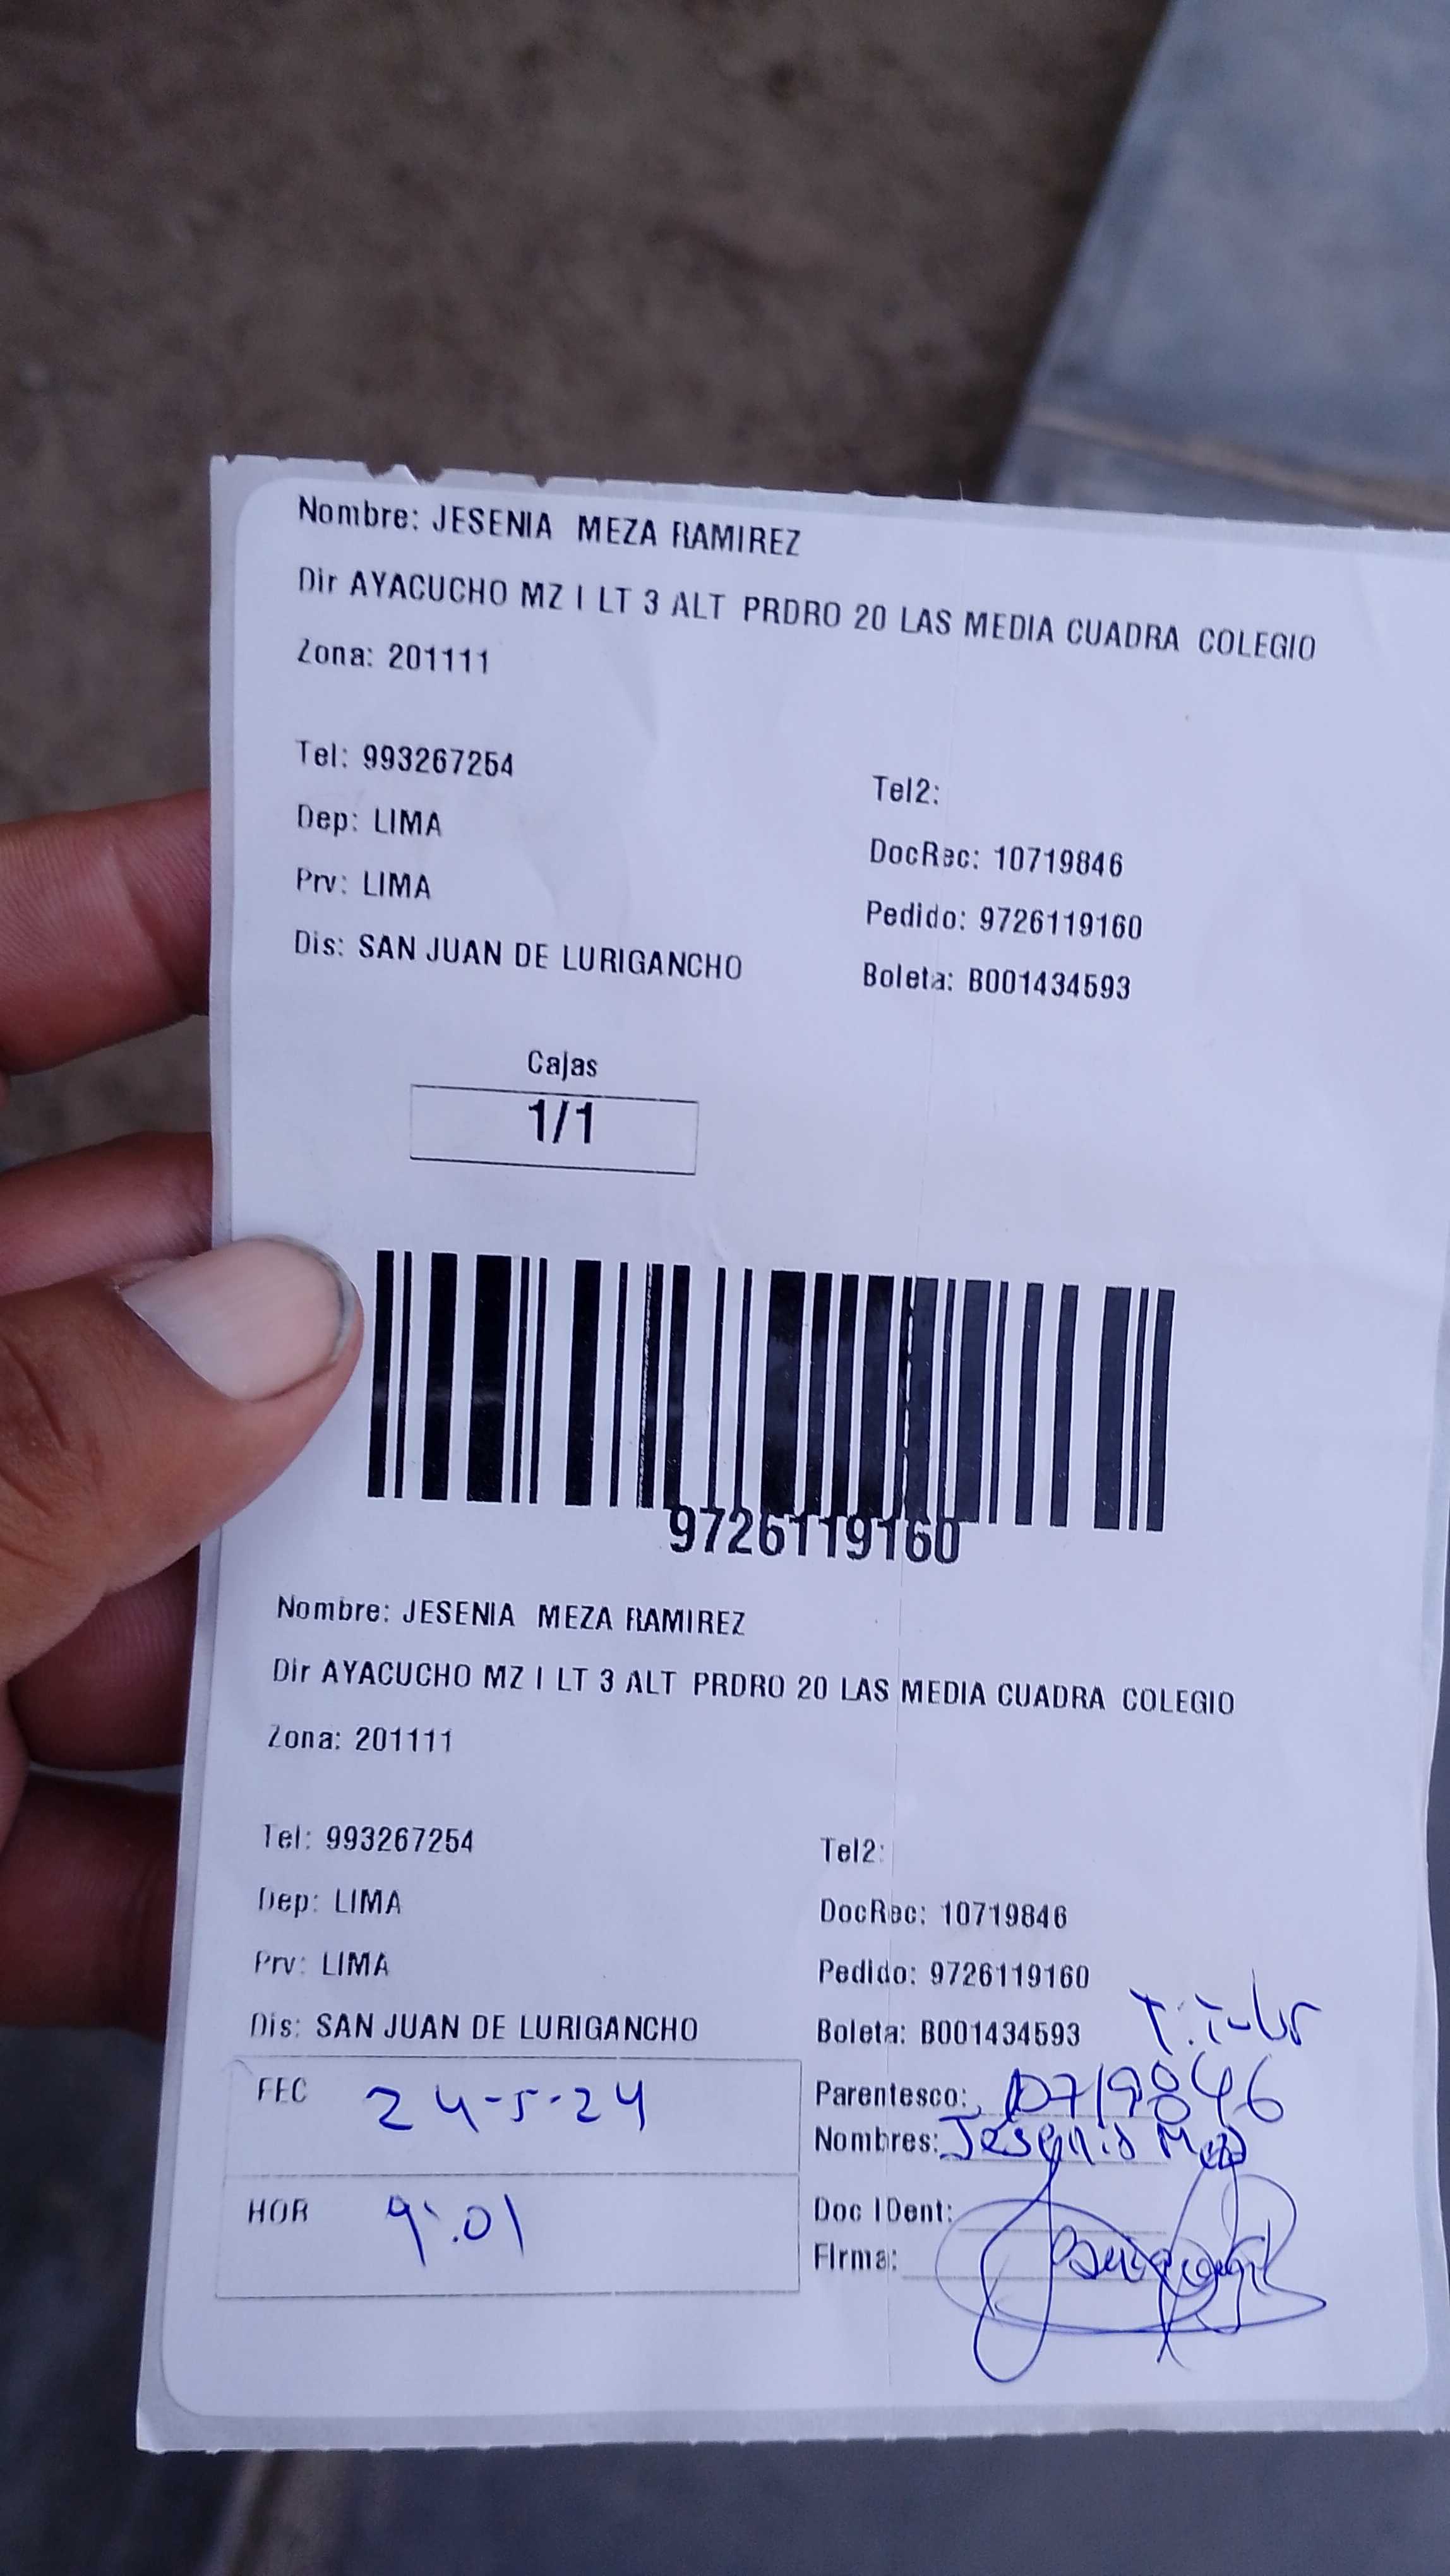 Nombre: JESENIA MEZA RAMIREZ
Dir AYACUCHO MZ I LT 3 ALT PRDRO 20 LAS MEDIA CUADRA COLEGIO
Zona: 201111
Tel: 993267254
Tel2:
Dep: LIMA
DocRec: 10719846
Prv: LIMA
Pedido: 9726119160
Dis: SAN JUAN DE LURIGANCHO
Boleta: B001434593
Cajas
1/1
9726119160
Nombre: JESENIA MEZA RAMIREZ
Dir AYACUCHO MZ I LT 3 ALT PRDRO 20 LAS MEDIA CUADRA COLEGIO
Zona: 201111
Tel: 993267254
Tel2:
Dep: LIMA
DocRec: 10719846
Prv: LIMA
Pedido: 9726119160
Dis: SAN JUAN DE LURIGANCHO
Boleta: B001434593
Titular
FEC 24-5-24
Parentesco: 10719846
Nombres: Jesenia Meza
HOR 9:01
Doc IDent:
Firma: